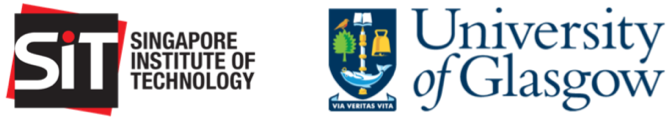 SiT
SINGAPORE
INSTITUTE OF
TECHNOLOGY
University
of Glasgow
VIA VERITAS VITA